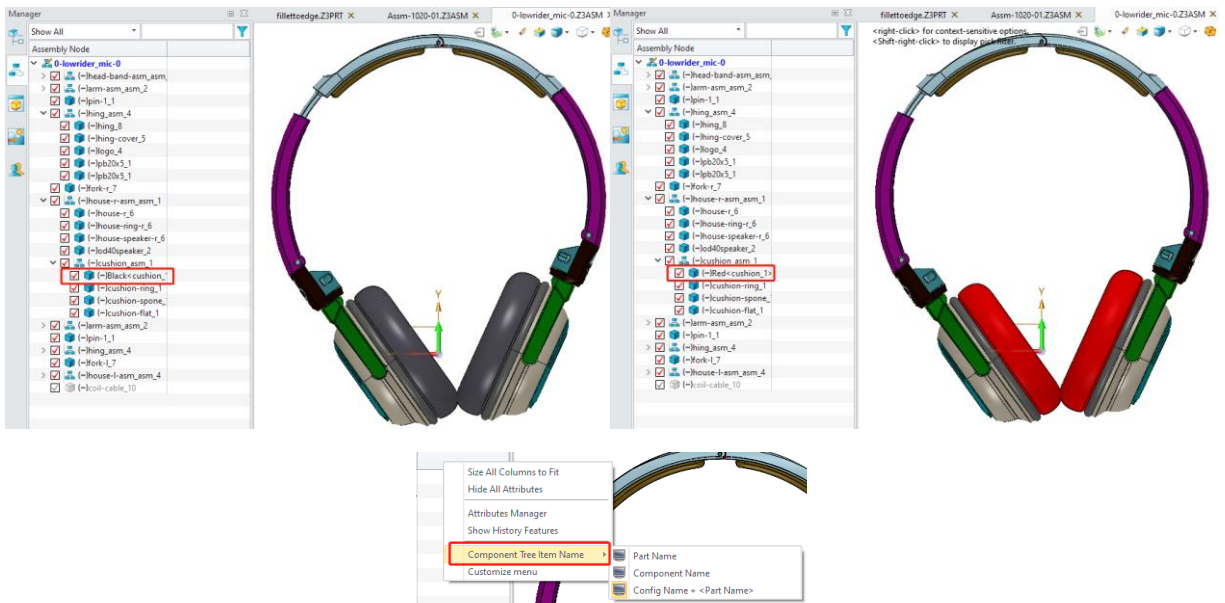 Manager
fillettoedge.Z3PRT
Assm-1020-01.Z3ASM
0-lowrider_mic-0.Z3ASM
Show All
Assembly Node
0-lowrider_mic-0
(-)head-band-asm_asm_
(-)arm-asm_asm_2
(-)pin-1_1
(-)hing_asm_4
(-)hing_8
(-)hing-cover_5
(-)logo_4
(-)pb20x5_1
(-)pb20x5_1
(-)fork-r_7
(-)house-r-asm_asm_1
(-)house-r_6
(-)house-ring-r_6
(-)house-speaker-r_6
(-)od40speaker_2
(-)cushion_asm_1
(-)Black<cushion_1
(-)cushion-ring_1
(-)cushion-spone_
(-)cushion-flat_1
(-)arm-asm_asm_2
(-)pin-1_1
(-)hing_asm_4
(-)fork-l_7
(-)house-l-asm_asm_4
(-)coil-cable_10
Y
Manager
fillettoedge.Z3PRT
Assm-1020-01.Z3ASM
0-lowrider_mic-0.Z3ASM
Show All
<right-click> for context-sensitive options.
<Shift-right-click> to display pick filter.
Assembly Node
0-lowrider_mic-0
(-)head-band-asm_asm_
(-)arm-asm_asm_2
(-)pin-1_1
(-)hing_asm_4
(-)hing_8
(-)hing-cover_5
(-)logo_4
(-)pb20x5_1
(-)pb20x5_1
(-)fork-r_7
(-)house-r-asm_asm_1
(-)house-r_6
(-)house-ring-r_6
(-)house-speaker-r_6
(-)od40speaker_2
(-)cushion_asm_1
(-)Red<cushion_1>
(-)cushion-ring_1
(-)cushion-spone_
(-)cushion-flat_1
(-)arm-asm_asm_2
(-)pin-1_1
(-)hing_asm_4
(-)fork-l_7
(-)house-l-asm_asm_4
(-)coil-cable_10
Y
Size All Columns to Fit
Hide All Attributes
Attributes Manager
Show History Features
Component Tree Item Name
Customize menu
Part Name
Component Name
Config Name + <Part Name>